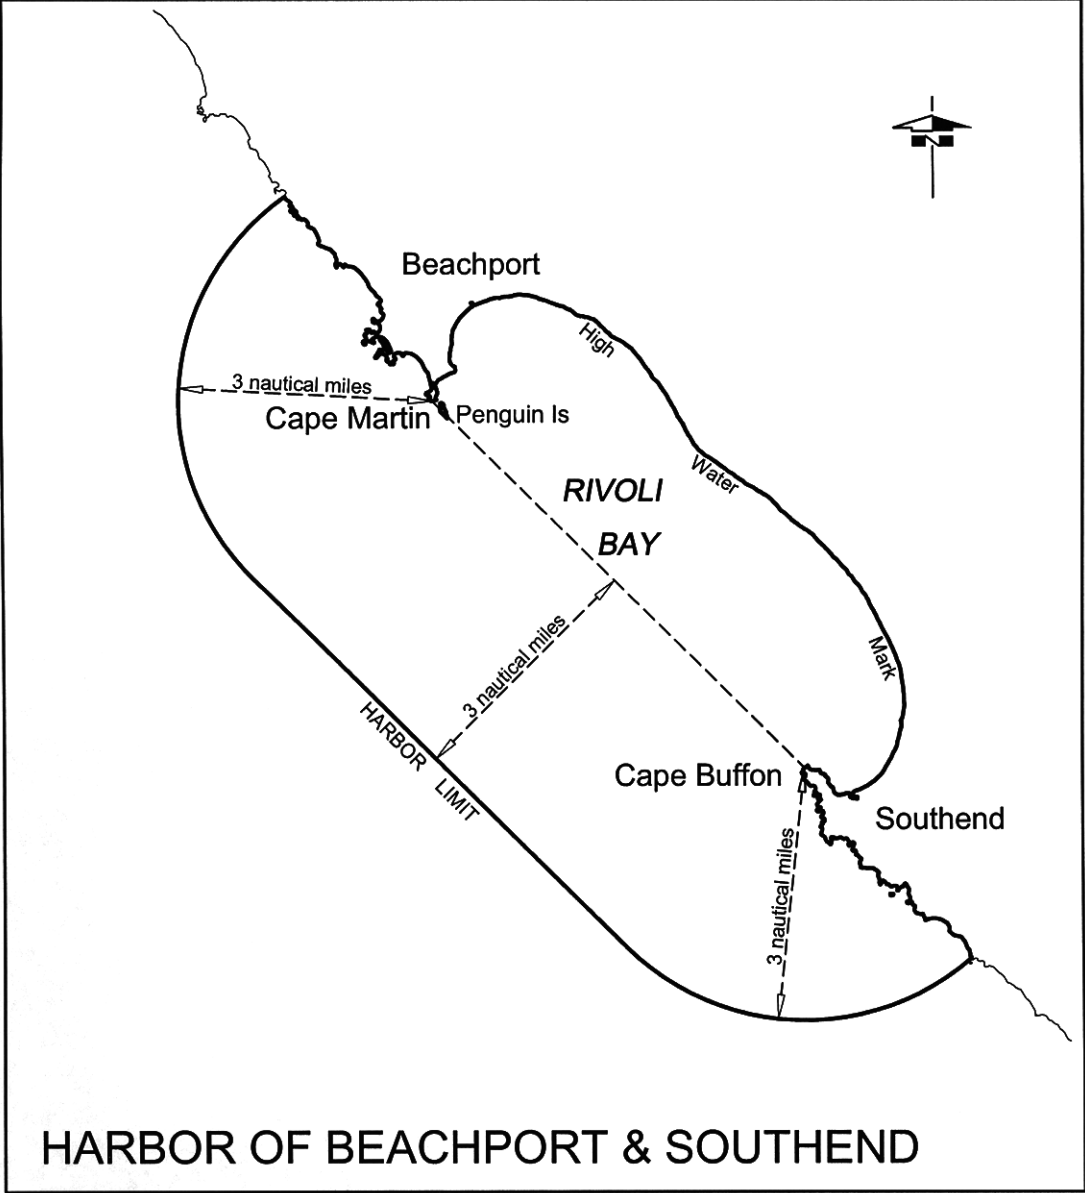 N
Beachport
High
3 nautical miles
Cape Martin
Penguin Is
Water
RIVOLI
BAY
3 nautical miles
Mark
HARBOR LIMIT
Cape Buffon
Southend
3 nautical miles
HARBOR OF BEACHPORT & SOUTHEND